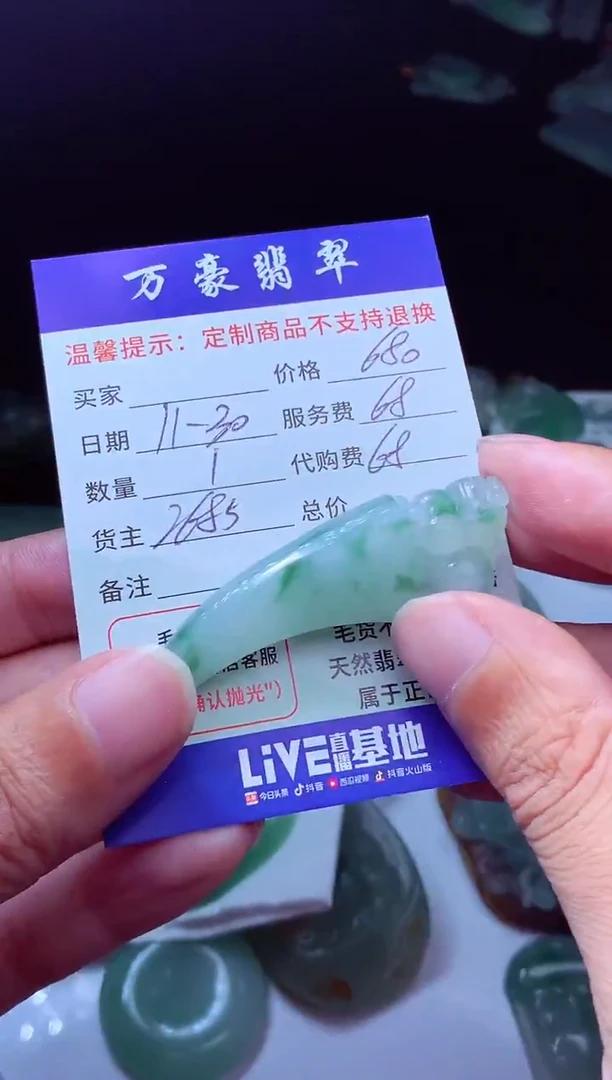 万豪翡翠
温馨提示：定制商品不支持退换
买家 价格 680
日期 11-30 服务费 68
数量 1 代购费 68
货主 2685 总价
备注
客服 毛货不
确认抛光") 天然翡
属于正
LiVE直播基地
今日头条 抖音 西瓜视频 抖音火山版